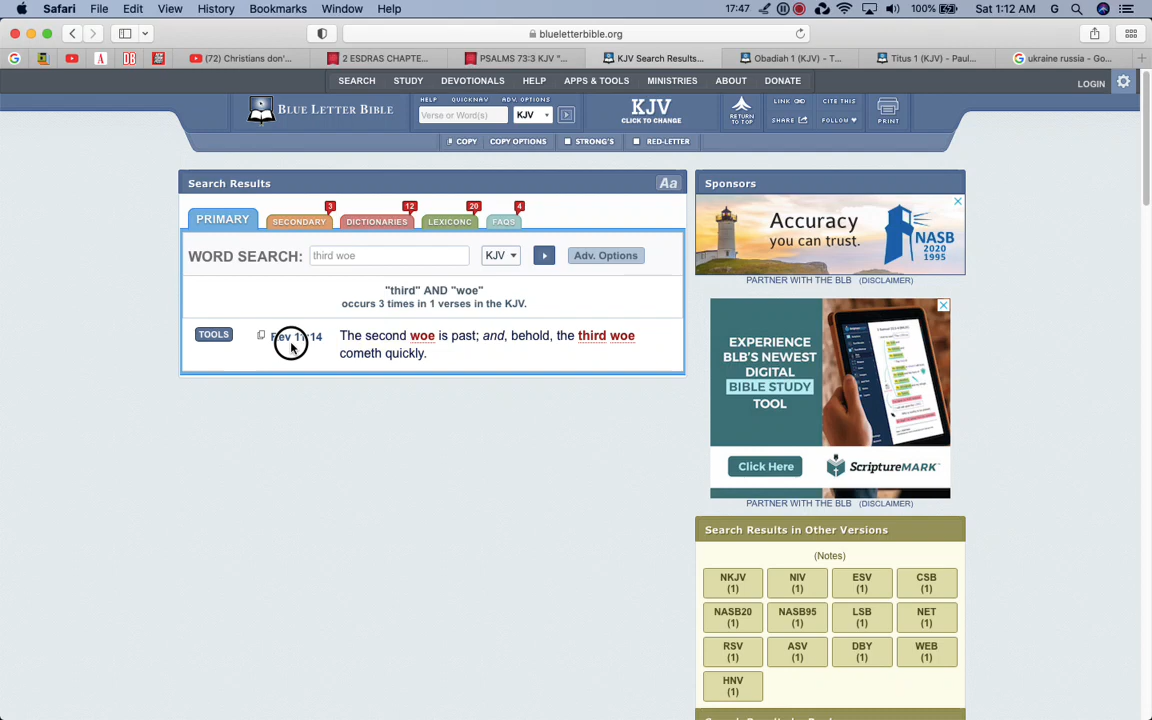 Safari File Edit View History Bookmarks Window Help 17:47 100% Sat 1:12 AM G
blueletterbible.org
(72) Christians don'... 2 ESDRAS CHAPTE... PSALMS 73:3 KJV "... KJV Search Results... Obadiah 1 (KJV) - T... Titus 1 (KJV) - Paul... ukraine russia - Go...
SEARCH STUDY DEVOTIONALS HELP APPS & TOOLS MINISTRIES ABOUT DONATE LOGIN
BLUE LETTER BIBLE
HELP QUICKNAV ADV. OPTIONS
Verse or Word(s) KJV
KJV
CLICK TO CHANGE
RETURN TO TOP
LINK CITE THIS
SHARE FOLLOW
PRINT
COPY COPY OPTIONS STRONG'S RED-LETTER
Search Results Aa
3 12 20 4
PRIMARY SECONDARY DICTIONARIES LEXICONC FAQS
WORD SEARCH: third woe KJV Adv. Options
"third" AND "woe"
occurs 3 times in 1 verses in the KJV.
TOOLS Rev 11:14 The second woe is past; and, behold, the third woe
cometh quickly.
Sponsors
Accuracy
you can trust.
NASB
2020
1995
PARTNER WITH THE BLB (DISCLAIMER)
EXPERIENCE
BLB'S NEWEST
DIGITAL
BIBLE STUDY
TOOL
Click Here SCRIPTUREMARK
PARTNER WITH THE BLB (DISCLAIMER)
Search Results in Other Versions
(Notes)
NKJV NIV ESV CSB
(1) (1) (1) (1)
NASB20 NASB95 LSB NET
(1) (1) (1) (1)
RSV ASV DBY WEB
(1) (1) (1) (1)
HNV
(1)